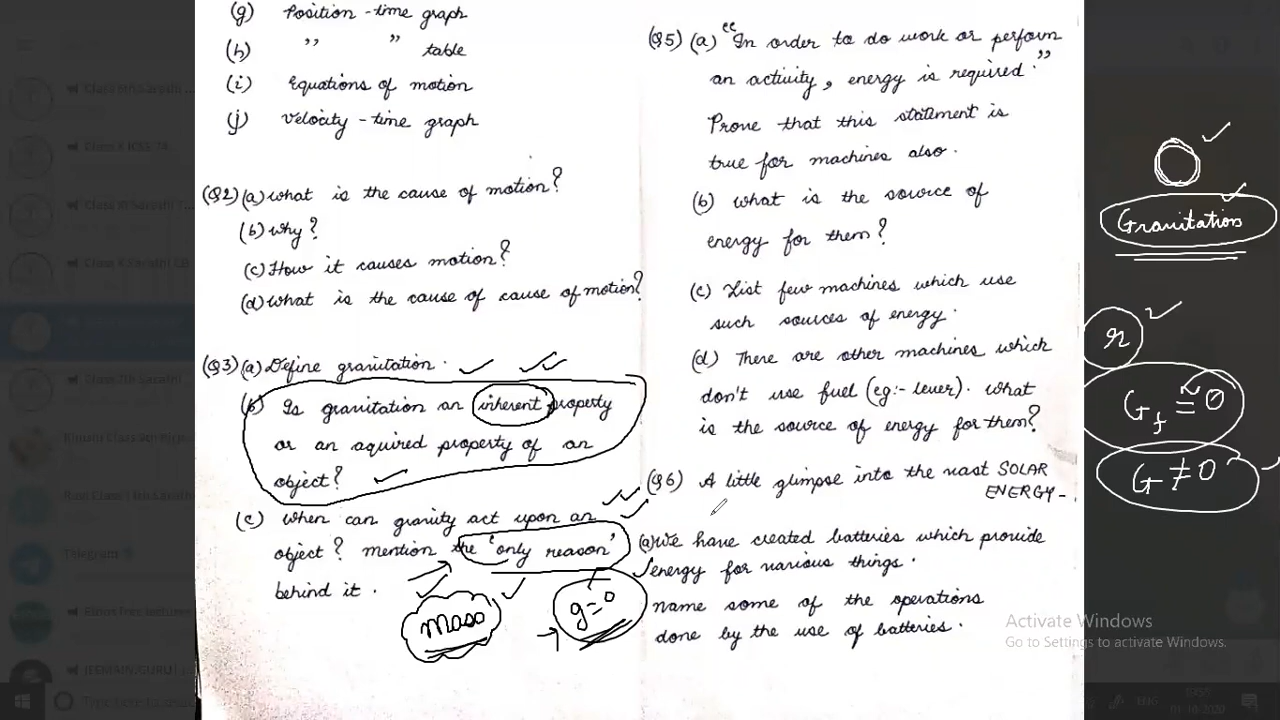 (g) Position - time graph
(h) ,, ,, table
(i) Equations of motion
(j) Velocity - time graph
(Q2) (a) What is the cause of motion?
(b) Why?
(c) How it causes motion?
(d) What is the cause of cause of motion?
(Q3) (a) Define gravitation.
(b) Is gravitation an inherent property
or an aquired property of an
object?
(c) When can gravity act upon an
object? mention the 'only reason'
behind it.
mass
g=0
(Q5) (a) "In order to do work or perform
an activity, energy is required."
Prove that this statement is
true for machines also.
(b) What is the source of
energy for them?
(c) List few machines which use
such sources of energy.
(d) There are other machines which
don't use fuel (eg:- lever). What
is the source of energy for them?
(Q6) A little glimpse into the vast SOLAR
ENERGY -
(a) We have created batteries which provide
energy for various things.
name some of the operations
done by the use of batteries.
Gravitation
r
G ≠ 0
Activate Windows
Go to Settings to activate Windows.
Telegram
ENG
01-10-2020